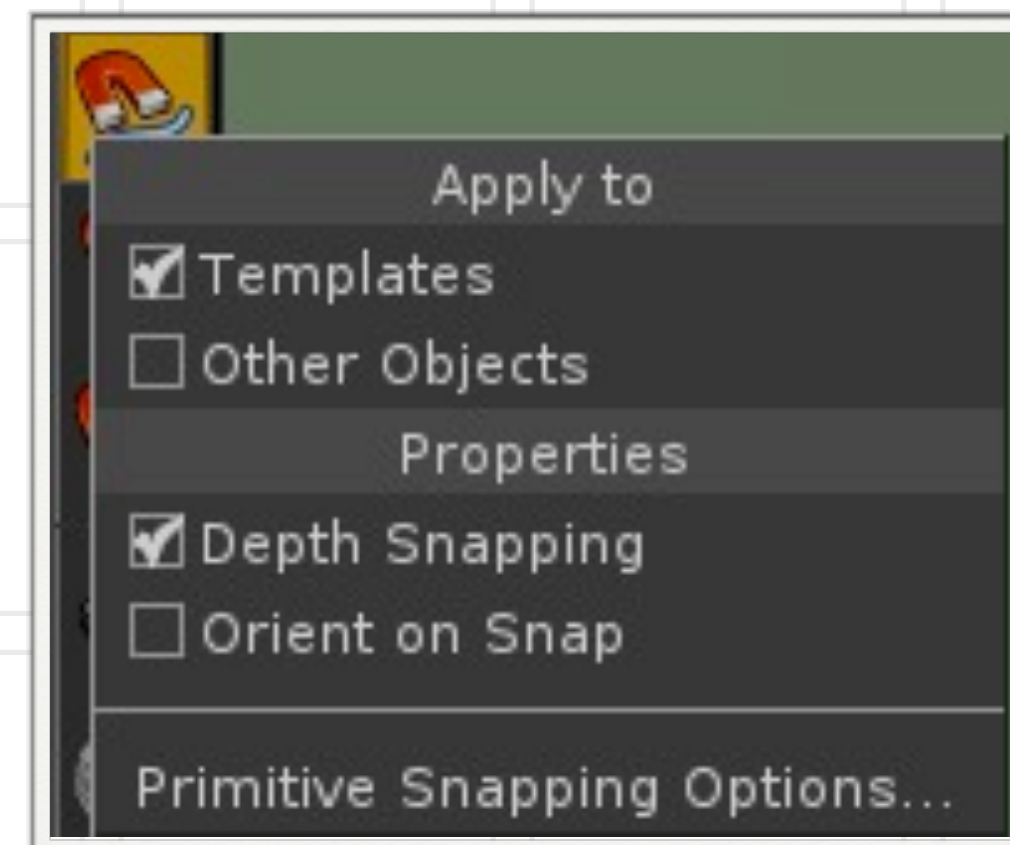 Apply to
Templates
Other Objects
Properties
Depth Snapping
Orient on Snap
Primitive Snapping Options...